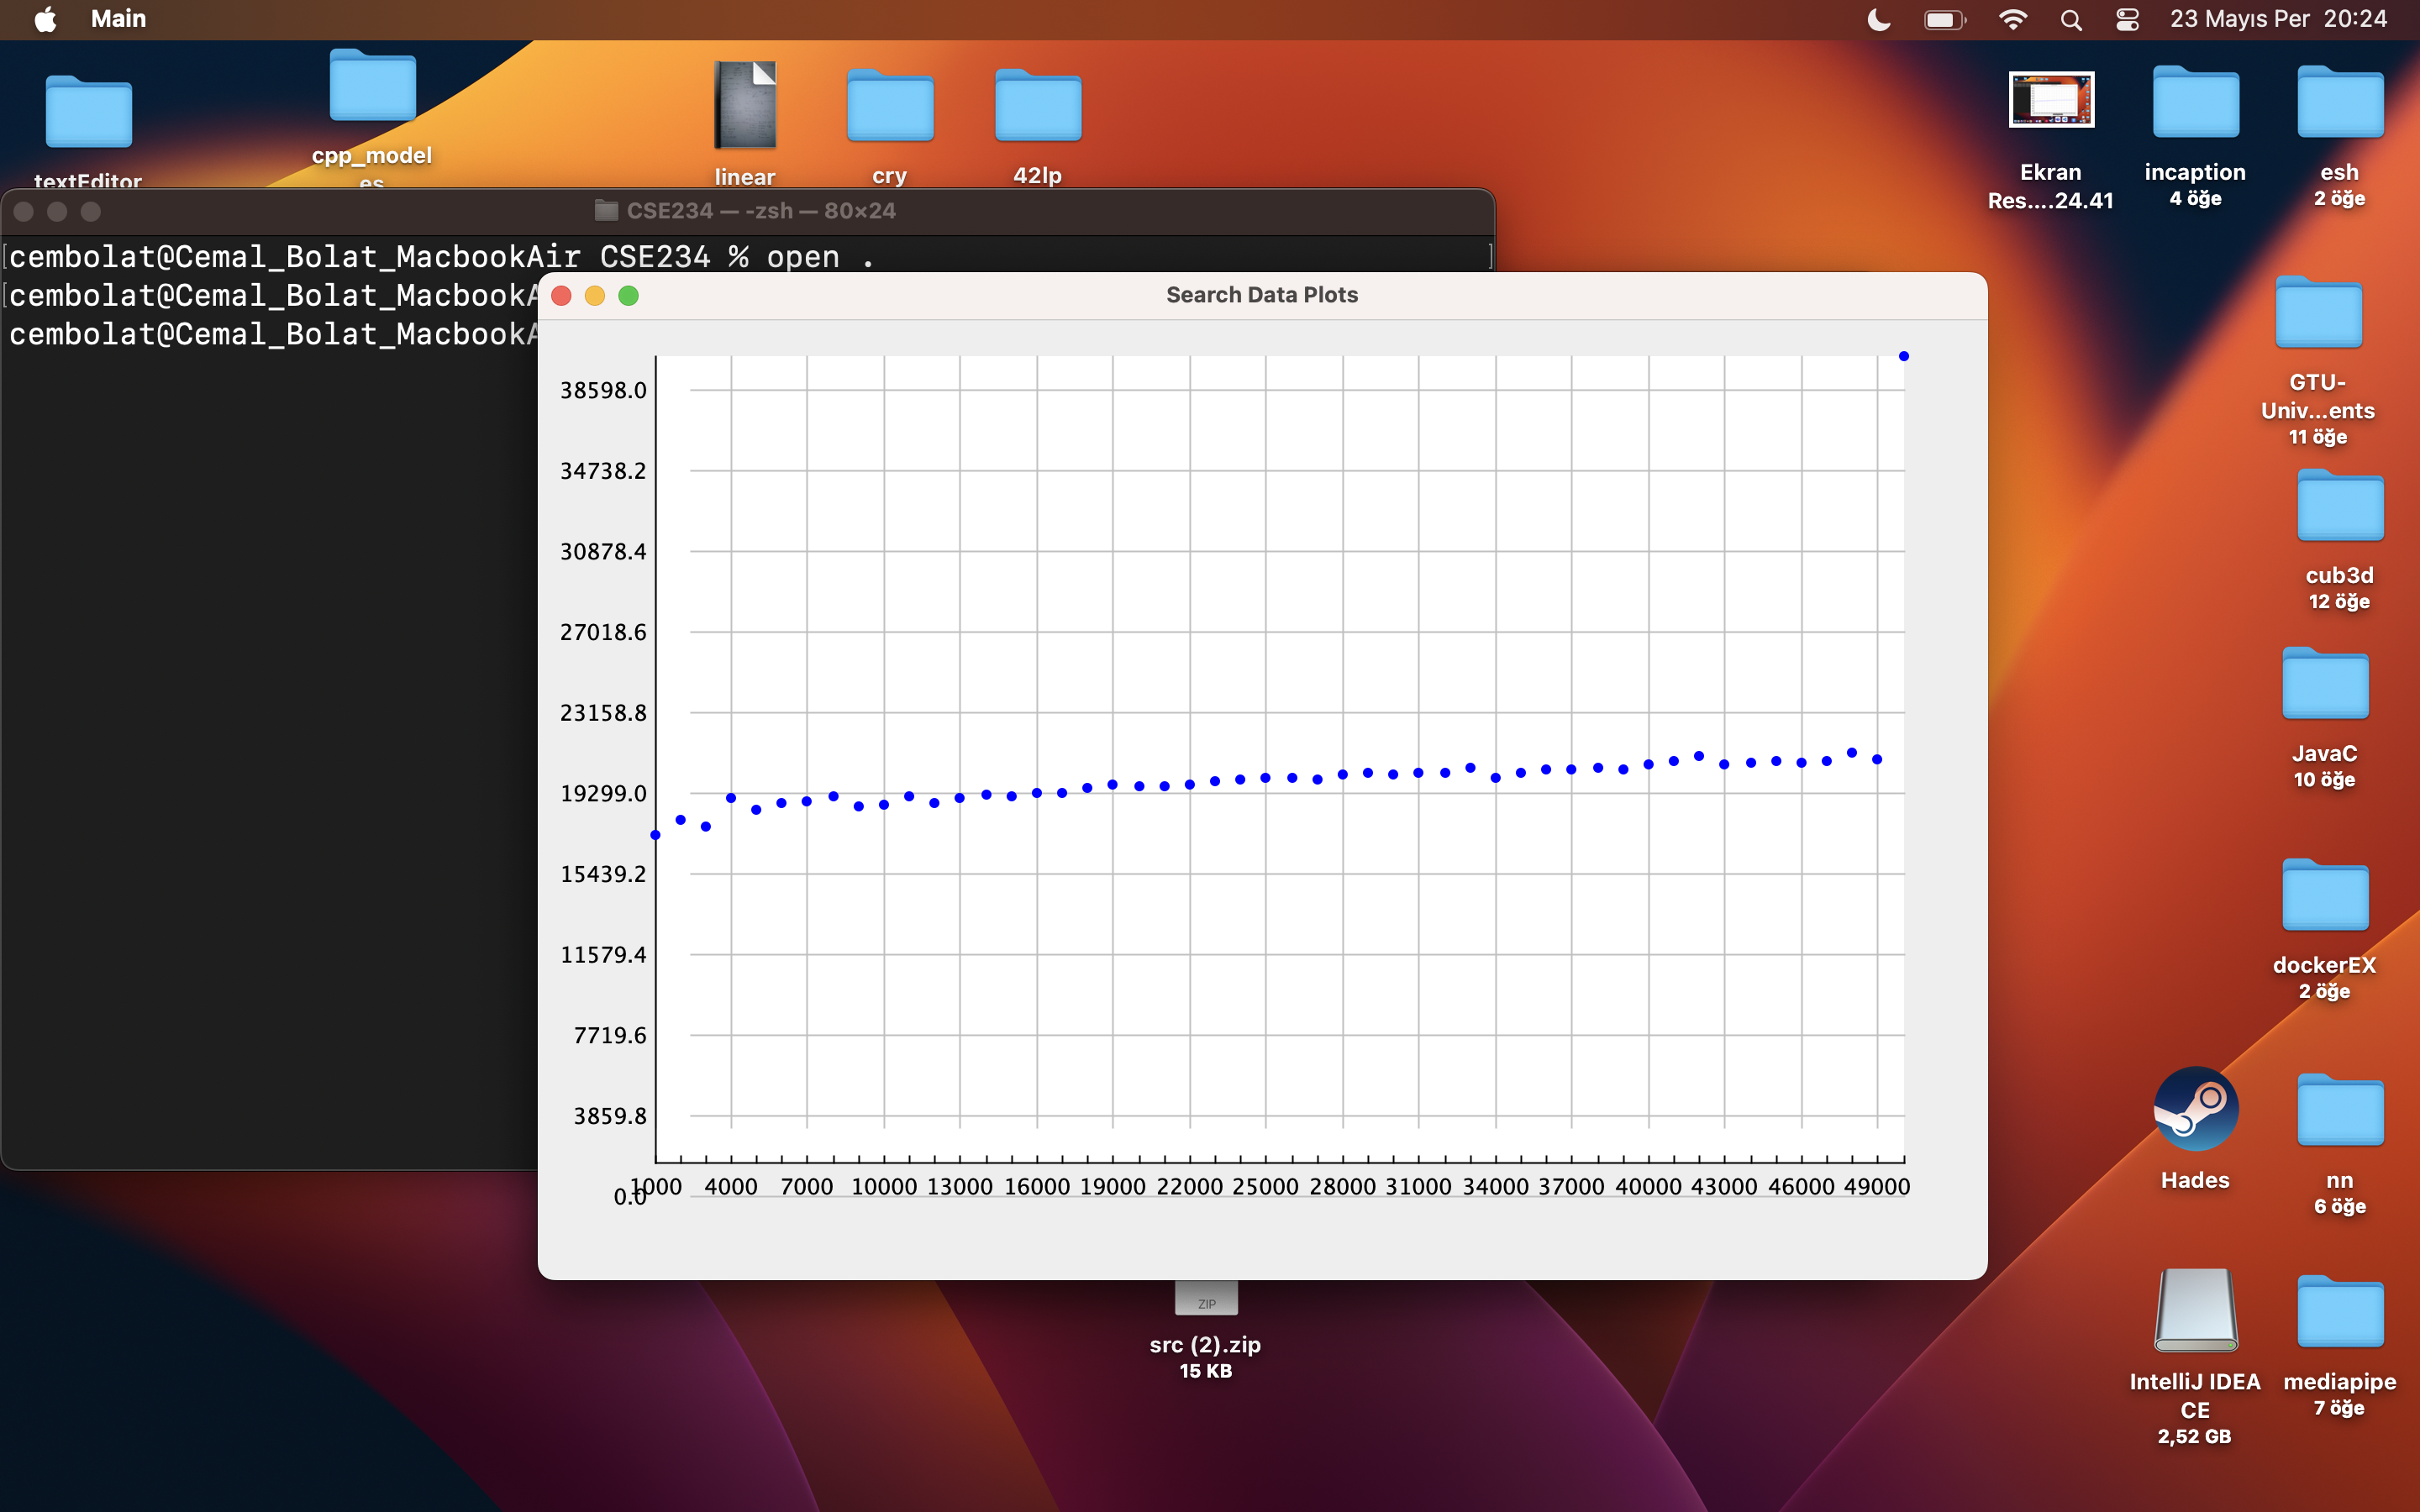 Main
23 Mayıs Per 20:24
textEditor
cpp_model
es
linear
cry
42lp
Ekran
Res....24.41
incaption
4 öğe
esh
2 öğe
CSE234 — -zsh — 80×24
cembolat@Cemal_Bolat_MacbookAir CSE234 % open .
cembolat@Cemal_Bolat_MacbookA
cembolat@Cemal_Bolat_MacbookA
Search Data Plots
38598.0
34738.2
30878.4
27018.6
23158.8
19299.0
15439.2
11579.4
7719.6
3859.8
0.0
1000 4000 7000 10000 13000 16000 19000 22000 25000 28000 31000 34000 37000 40000 43000 46000 49000
GTU-
Univ...ents
11 öğe
cub3d
12 öğe
JavaC
10 öğe
dockerEX
2 öğe
Hades
nn
6 öğe
ZIP
src (2).zip
15 KB
IntelliJ IDEA
CE
2,52 GB
mediapipe
7 öğe